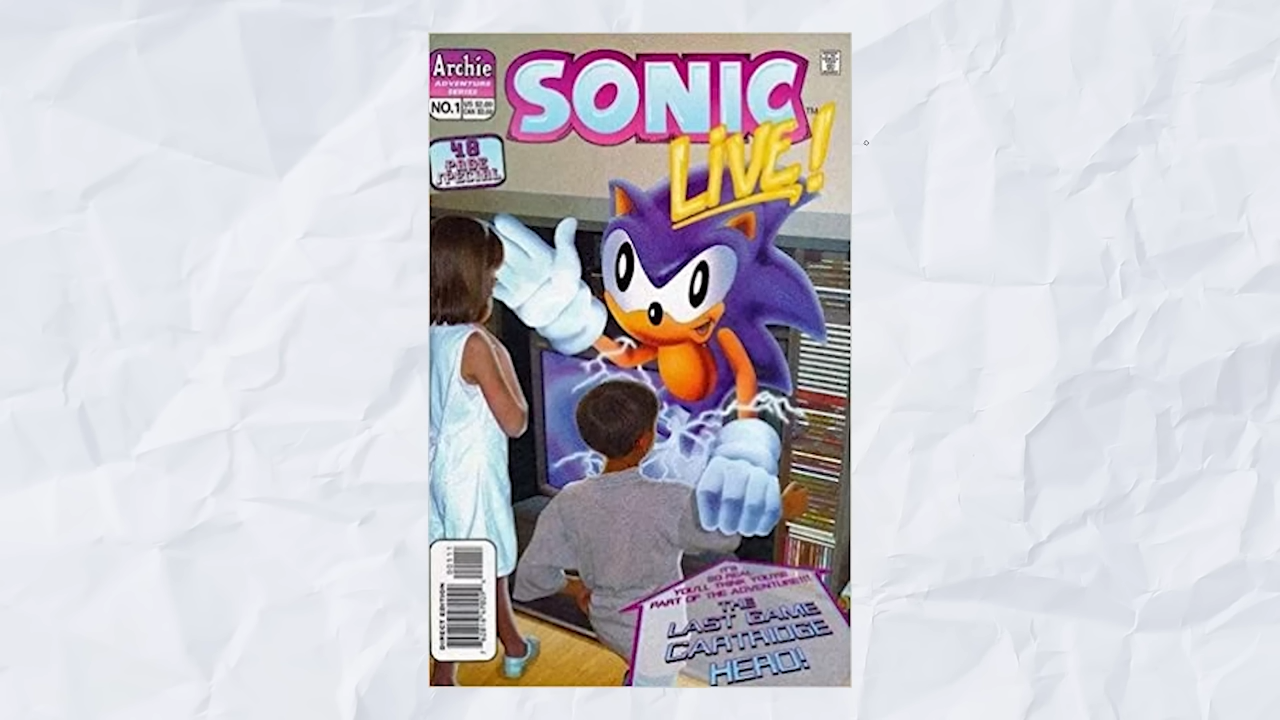 Archie
ADVENTURE
SERIES
NO.1
SONIC
LIVE!
TM
48
PAGE
SPECIAL
DIRECT EDITION
IT'S
SO REAL,
YOU'LL THINK YOU'RE
PART OF THE ADVENTURE!!!
THE
LAST GAME
CARTRIDGE
HERO!